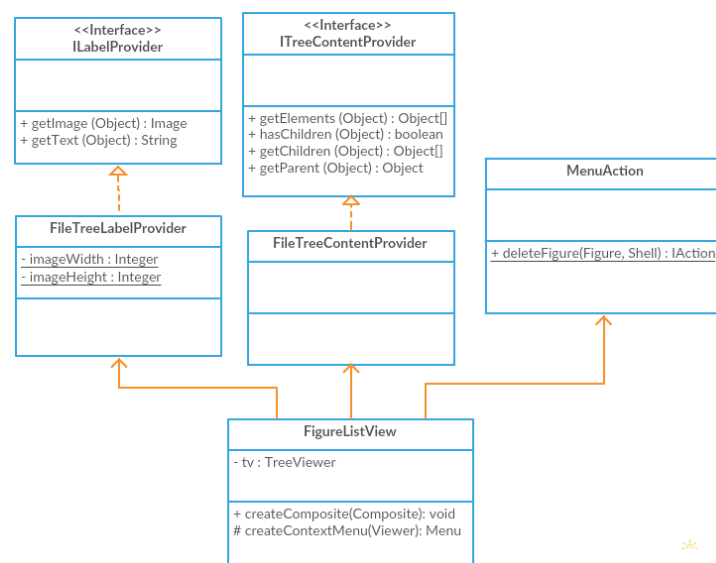 <<Interface>>
ILabelProvider
+ getImage (Object) : Image
+ getText (Object) : String
<<Interface>>
ITreeContentProvider
+ getElements (Object) : Object[]
+ hasChildren (Object) : boolean
+ getChildren (Object) : Object[]
+ getParent (Object) : Object
MenuAction
+ deleteFigure(Figure, Shell) : IAction
FileTreeLabelProvider
- imageWidth : Integer
- imageHeight : Integer
FileTreeContentProvider
FigureListView
- tv : TreeViewer
+ createComposite(Composite): void
# createContextMenu(Viewer): Menu